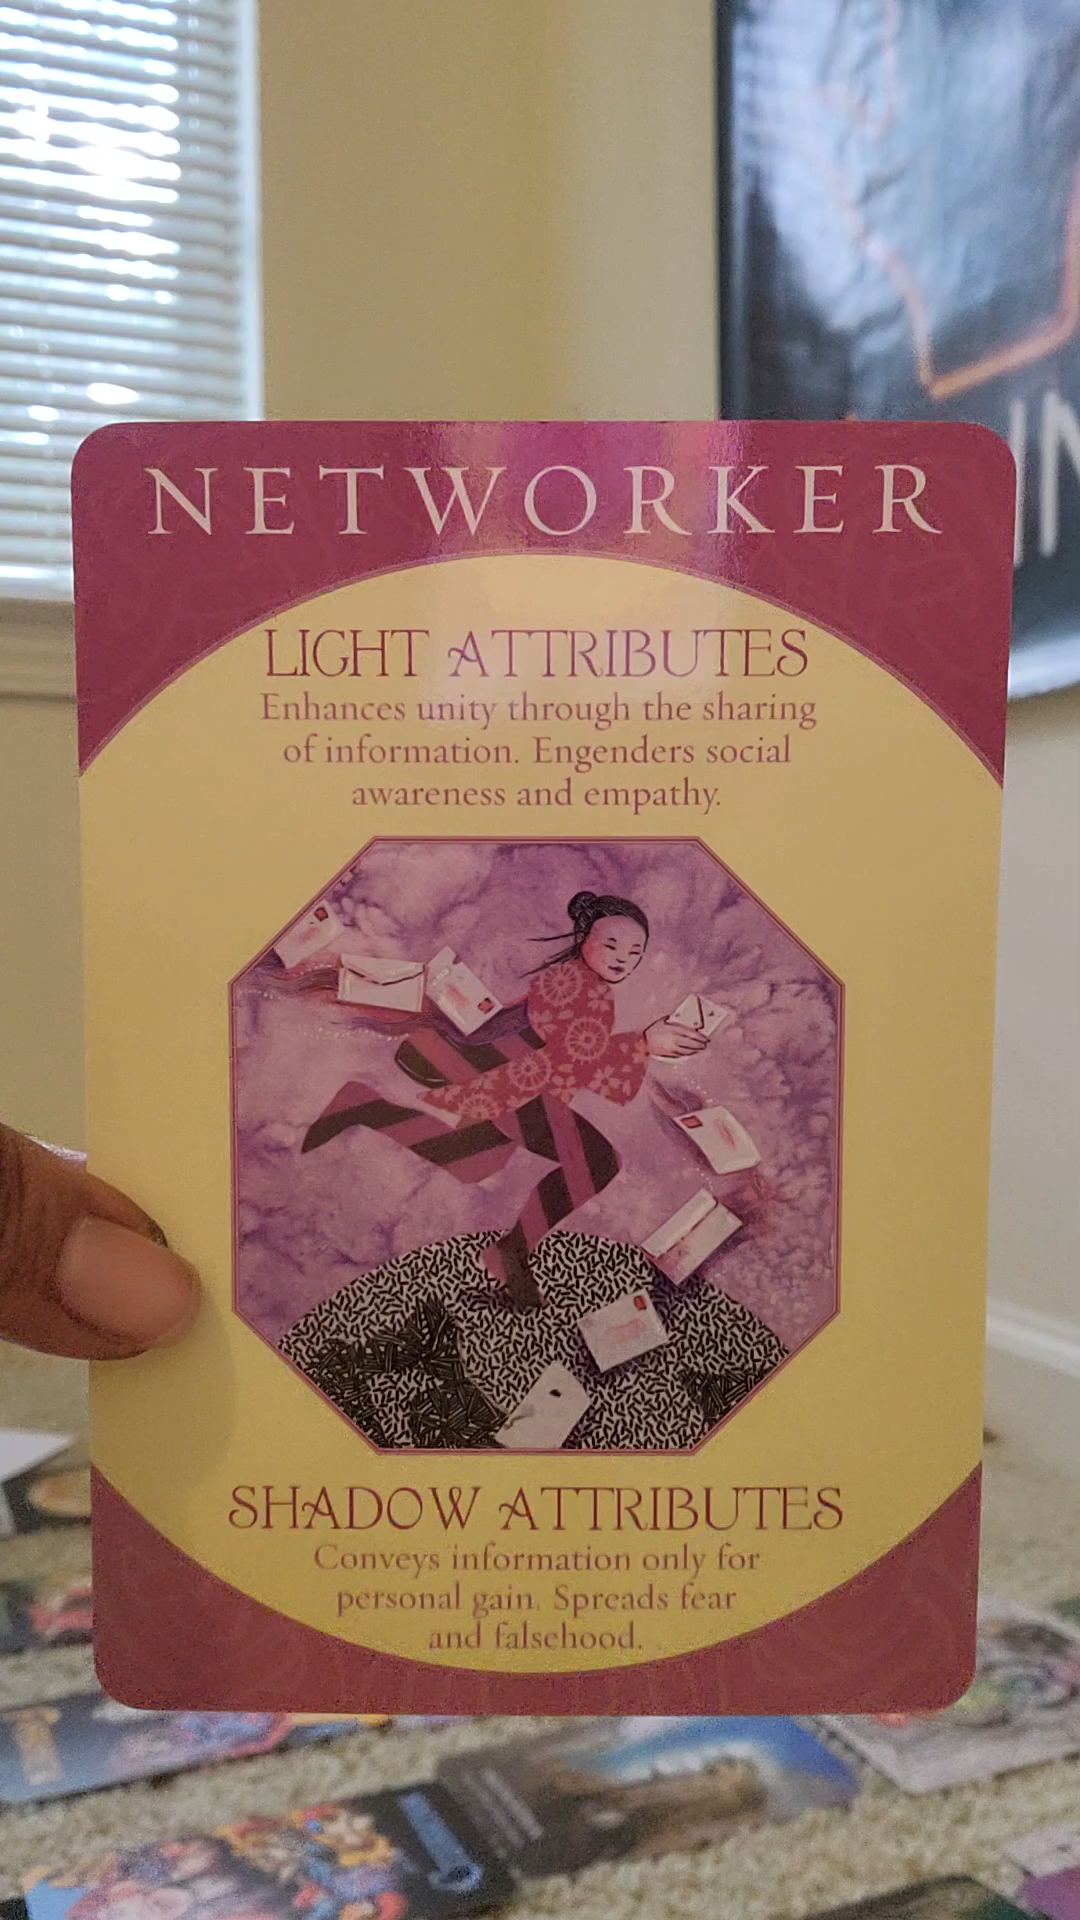 NETWORKER
LIGHT ATTRIBUTES
Enhances unity through the sharing
of information. Engenders social
awareness and empathy.
SHADOW ATTRIBUTES
Conveys information only for
personal gain. Spreads fear
and falsehood.
IN